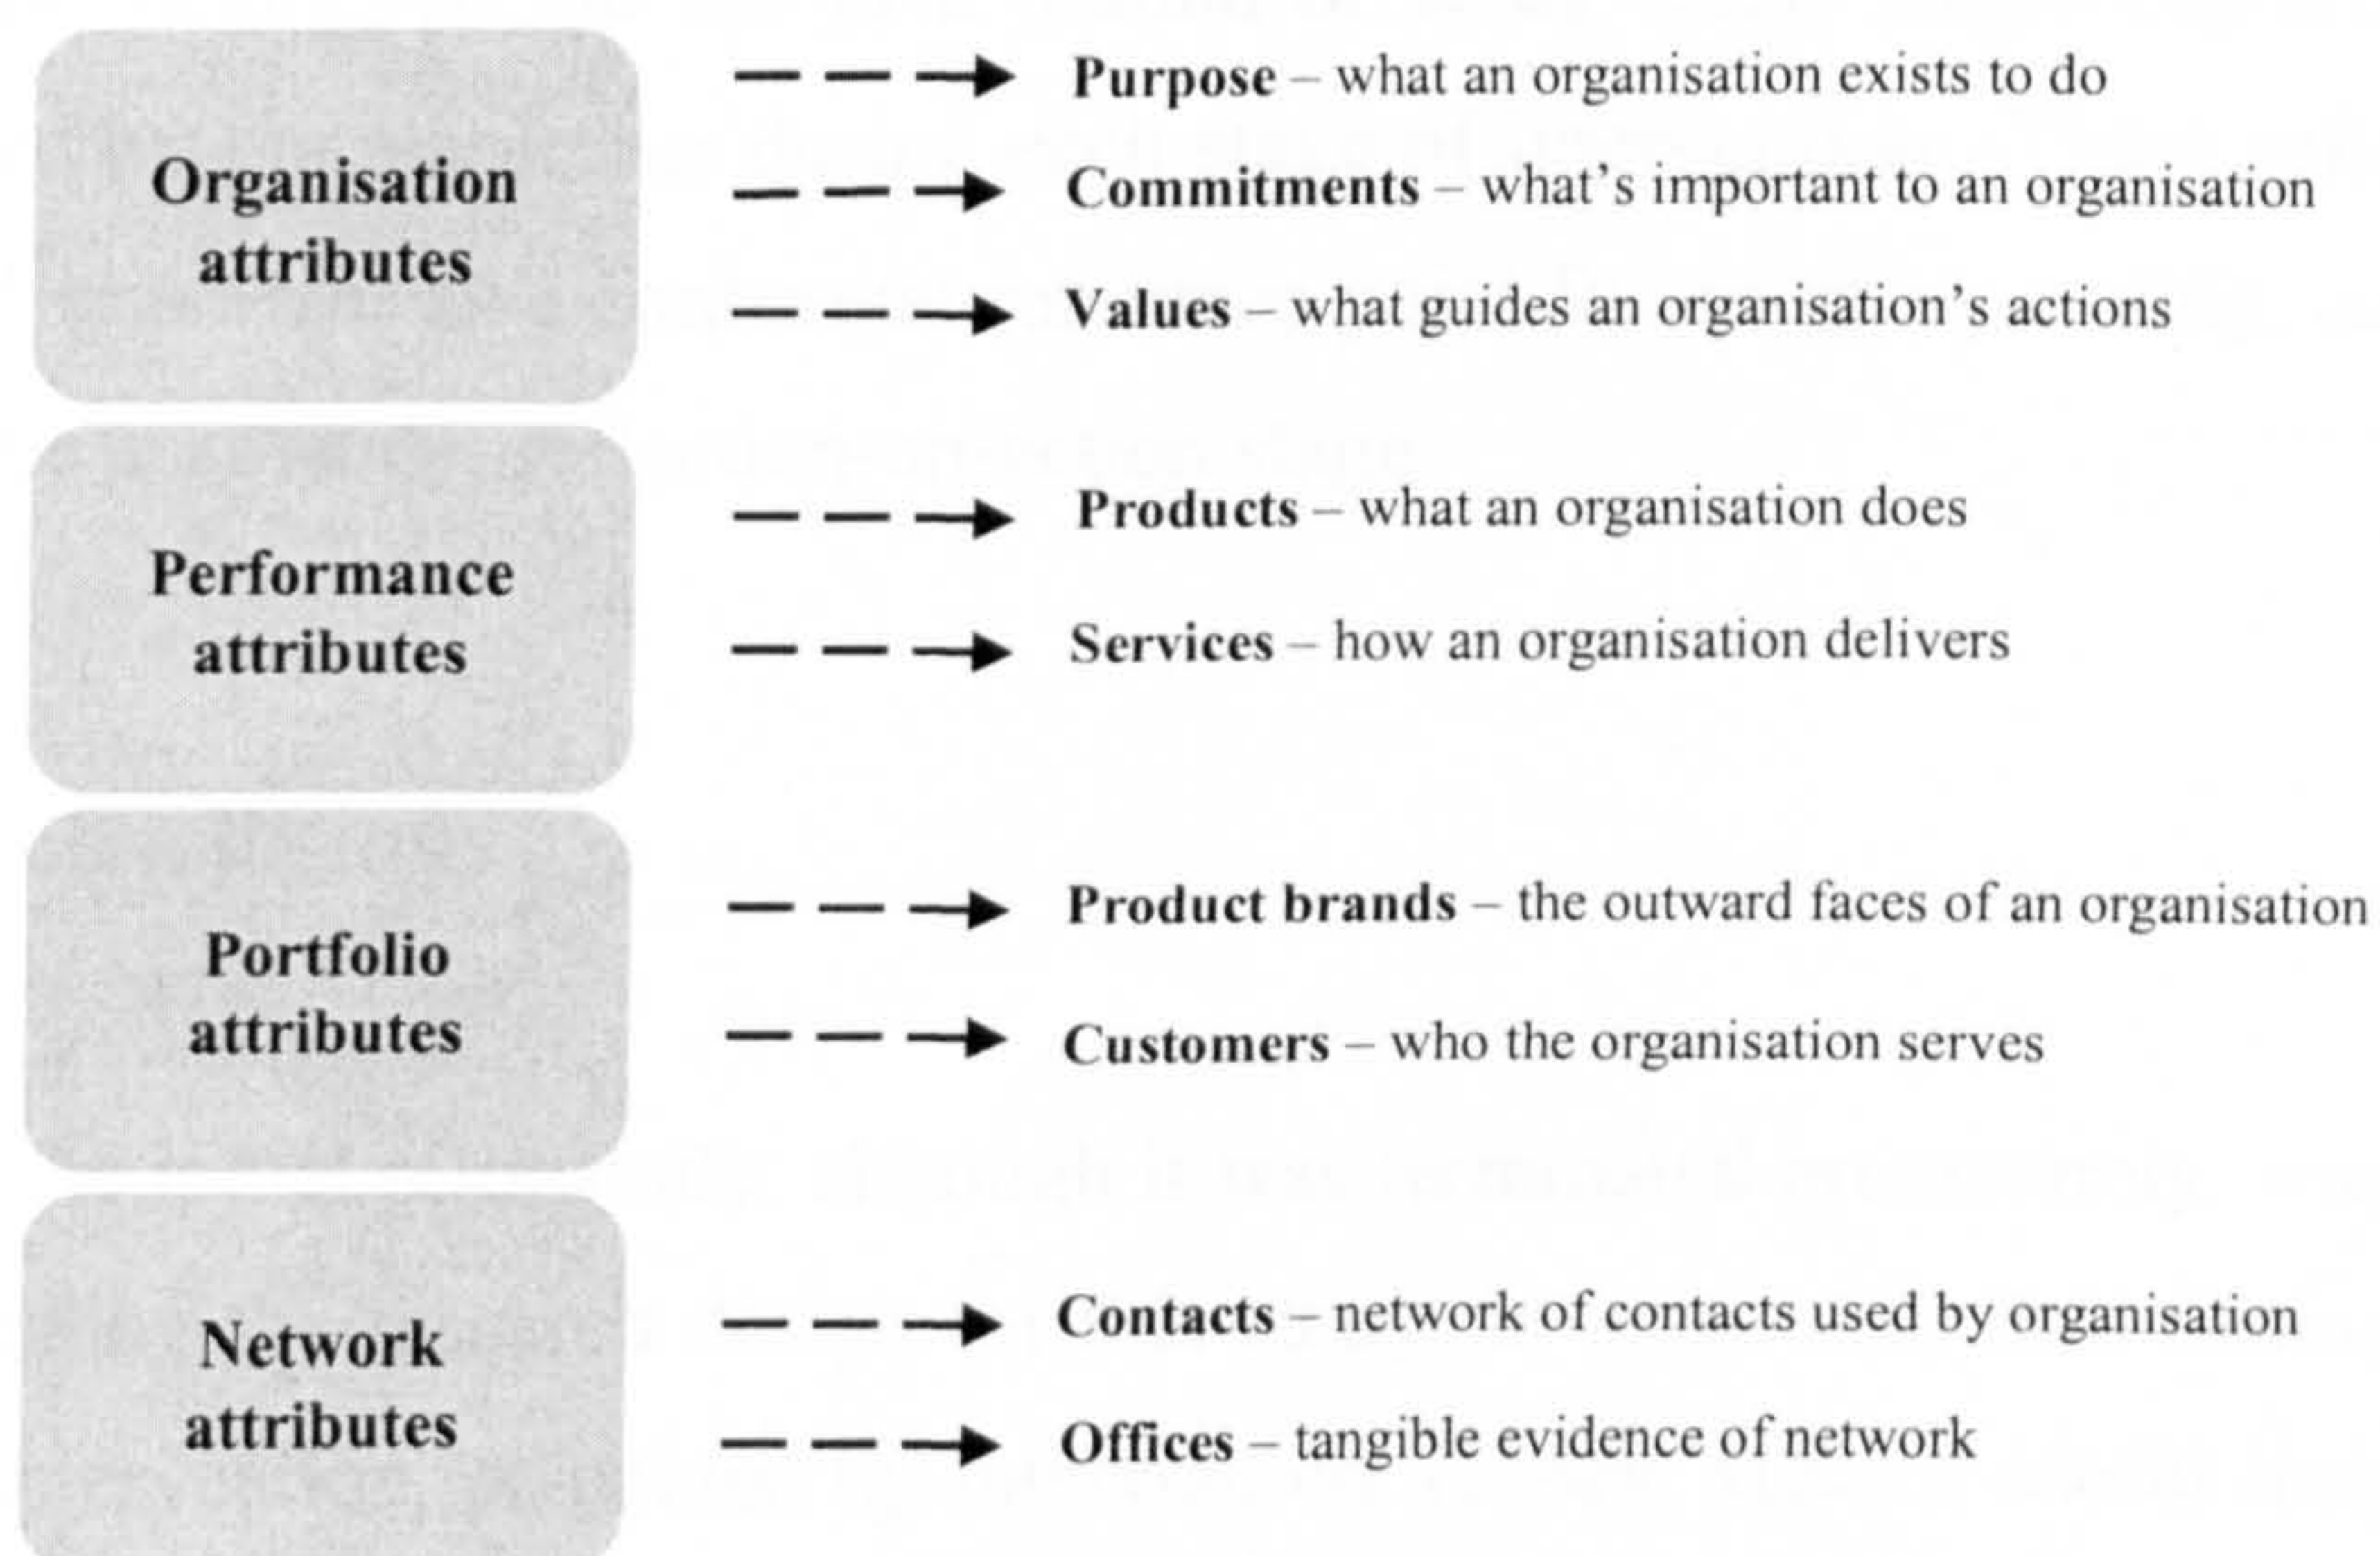 Organisation
attributes
Purpose – what an organisation exists to do
Commitments – what's important to an organisation
Values – what guides an organisation's actions
Performance
attributes
Products – what an organisation does
Services – how an organisation delivers
Portfolio
attributes
Product brands – the outward faces of an organisation
Customers – who the organisation serves
Network
attributes
Contacts – network of contacts used by organisation
Offices – tangible evidence of network